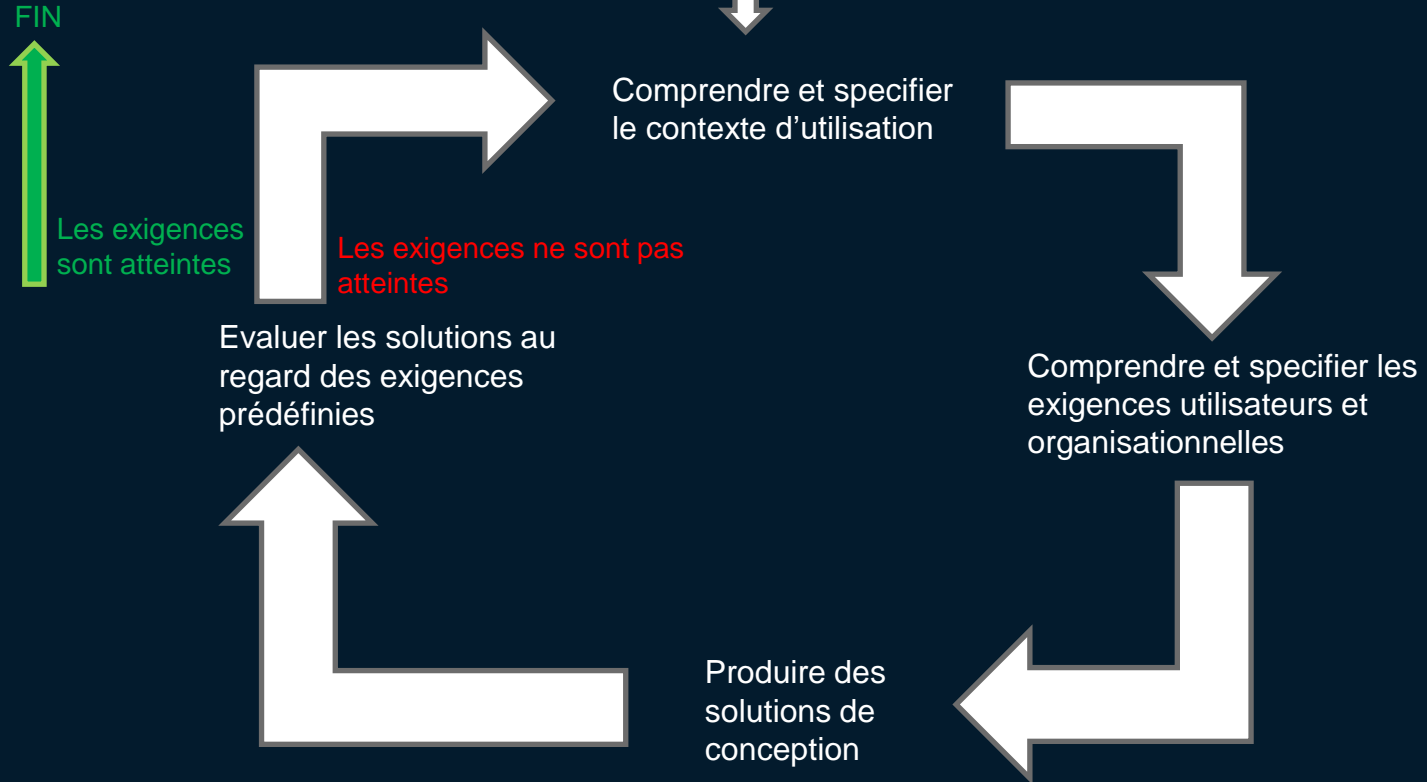 FIN
Comprendre et specifier
le contexte d’utilisation
Les exigences
sont atteintes
Les exigences ne sont pas
atteintes
Evaluer les solutions au
regard des exigences
prédéfinies
Comprendre et specifier les
exigences utilisateurs et
organisationnelles
Produire des
solutions de
conception